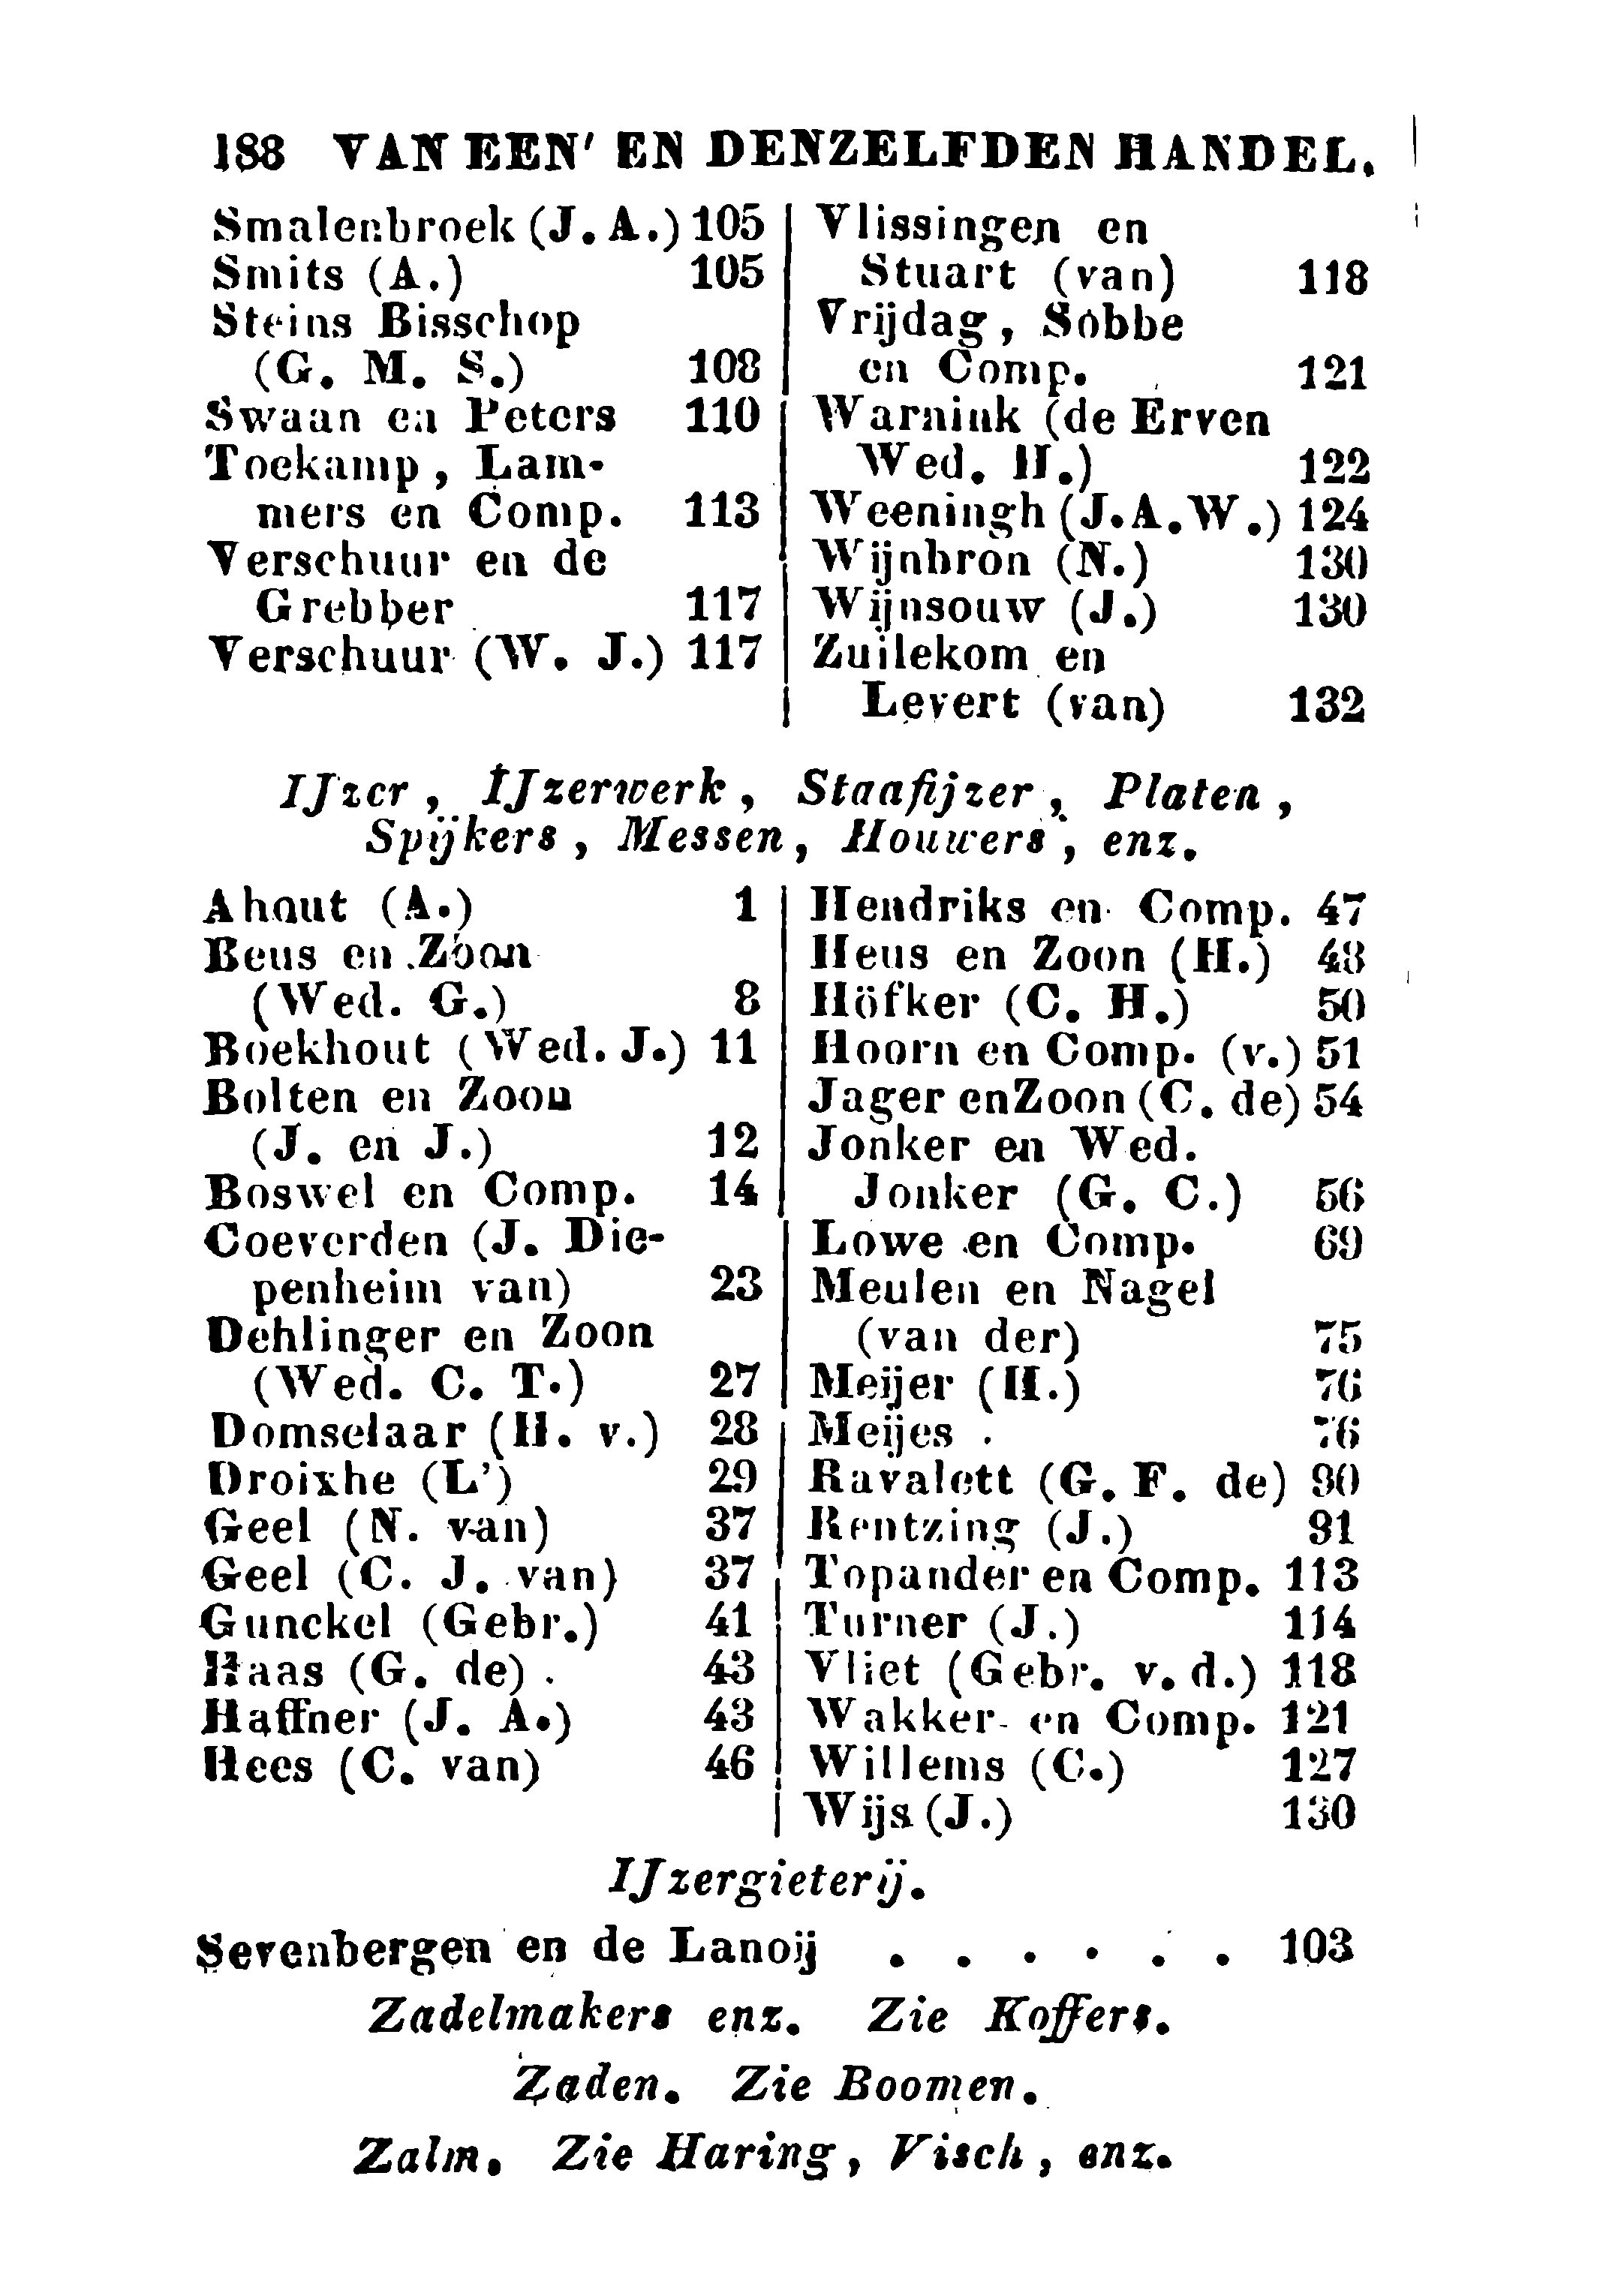 188 VAN EEN' EN DENZELFDEN HANDEL.
Smalenbroek (J. A.) 105
Smits (A.) 105
Steins Bisschop
(G. M. S.) 108
Swaan en Peters 110
Toekamp, Lam-
mers en Comp. 113
Verschuur en de
Grebber 117
Verschuur (W. J.) 117
Vlissingen en
Stuart (van) 118
Vrijdag, Söbbe
en Comp. 121
Warnink (de Erven
Wed. H.) 122
Weeningh (J.A.W.) 124
Wijnbron (N.) 130
Wijnsouw (J.) 130
Zuilekom en
Levert (van) 132
IJzer, IJzerwerk, Staafijzer, Platen,
Spijkers, Messen, Houwers, enz.
Ahout (A.) 1
Beus en Zoon
(Wed. G.) 8
Boekhout (Wed. J.) 11
Bolten en Zoon
(J. en J.) 12
Boswel en Comp. 14
Coeverden (J. Die-
penheim van) 23
Dehlinger en Zoon
(Wed. C. T.) 27
Domselaar (H. v.) 28
Droixhe (L') 29
Geel (N. van) 37
Geel (C. J. van) 37
Gunckel (Gebr.) 41
Haas (G. de) 43
Haffner (J. A.) 43
Hees (C. van) 46
Hendriks en Comp. 47
Heus en Zoon (H.) 48
Höfker (C. H.) 50
Hoorn en Comp. (v.) 51
Jager en Zoon (C. de) 54
Jonker en Wed.
Jonker (G. C.) 56
Lowe en Comp. 69
Meulen en Nagel
(van der) 75
Meijer (H.) 76
Meijes 76
Ravalett (G. F. de) 90
Rentzing (J.) 91
Topander en Comp. 113
Turner (J.) 114
Vliet (Gebr. v. d.) 118
Wakker en Comp. 121
Willems (C.) 127
Wijs (J.) 130
IJzergieterij.
Sevenbergen en de Lanoij . . . . . . 103
Zadelmakers enz. Zie Koffers.
Zaden. Zie Boomen.
Zalm. Zie Haring, Visch, enz.